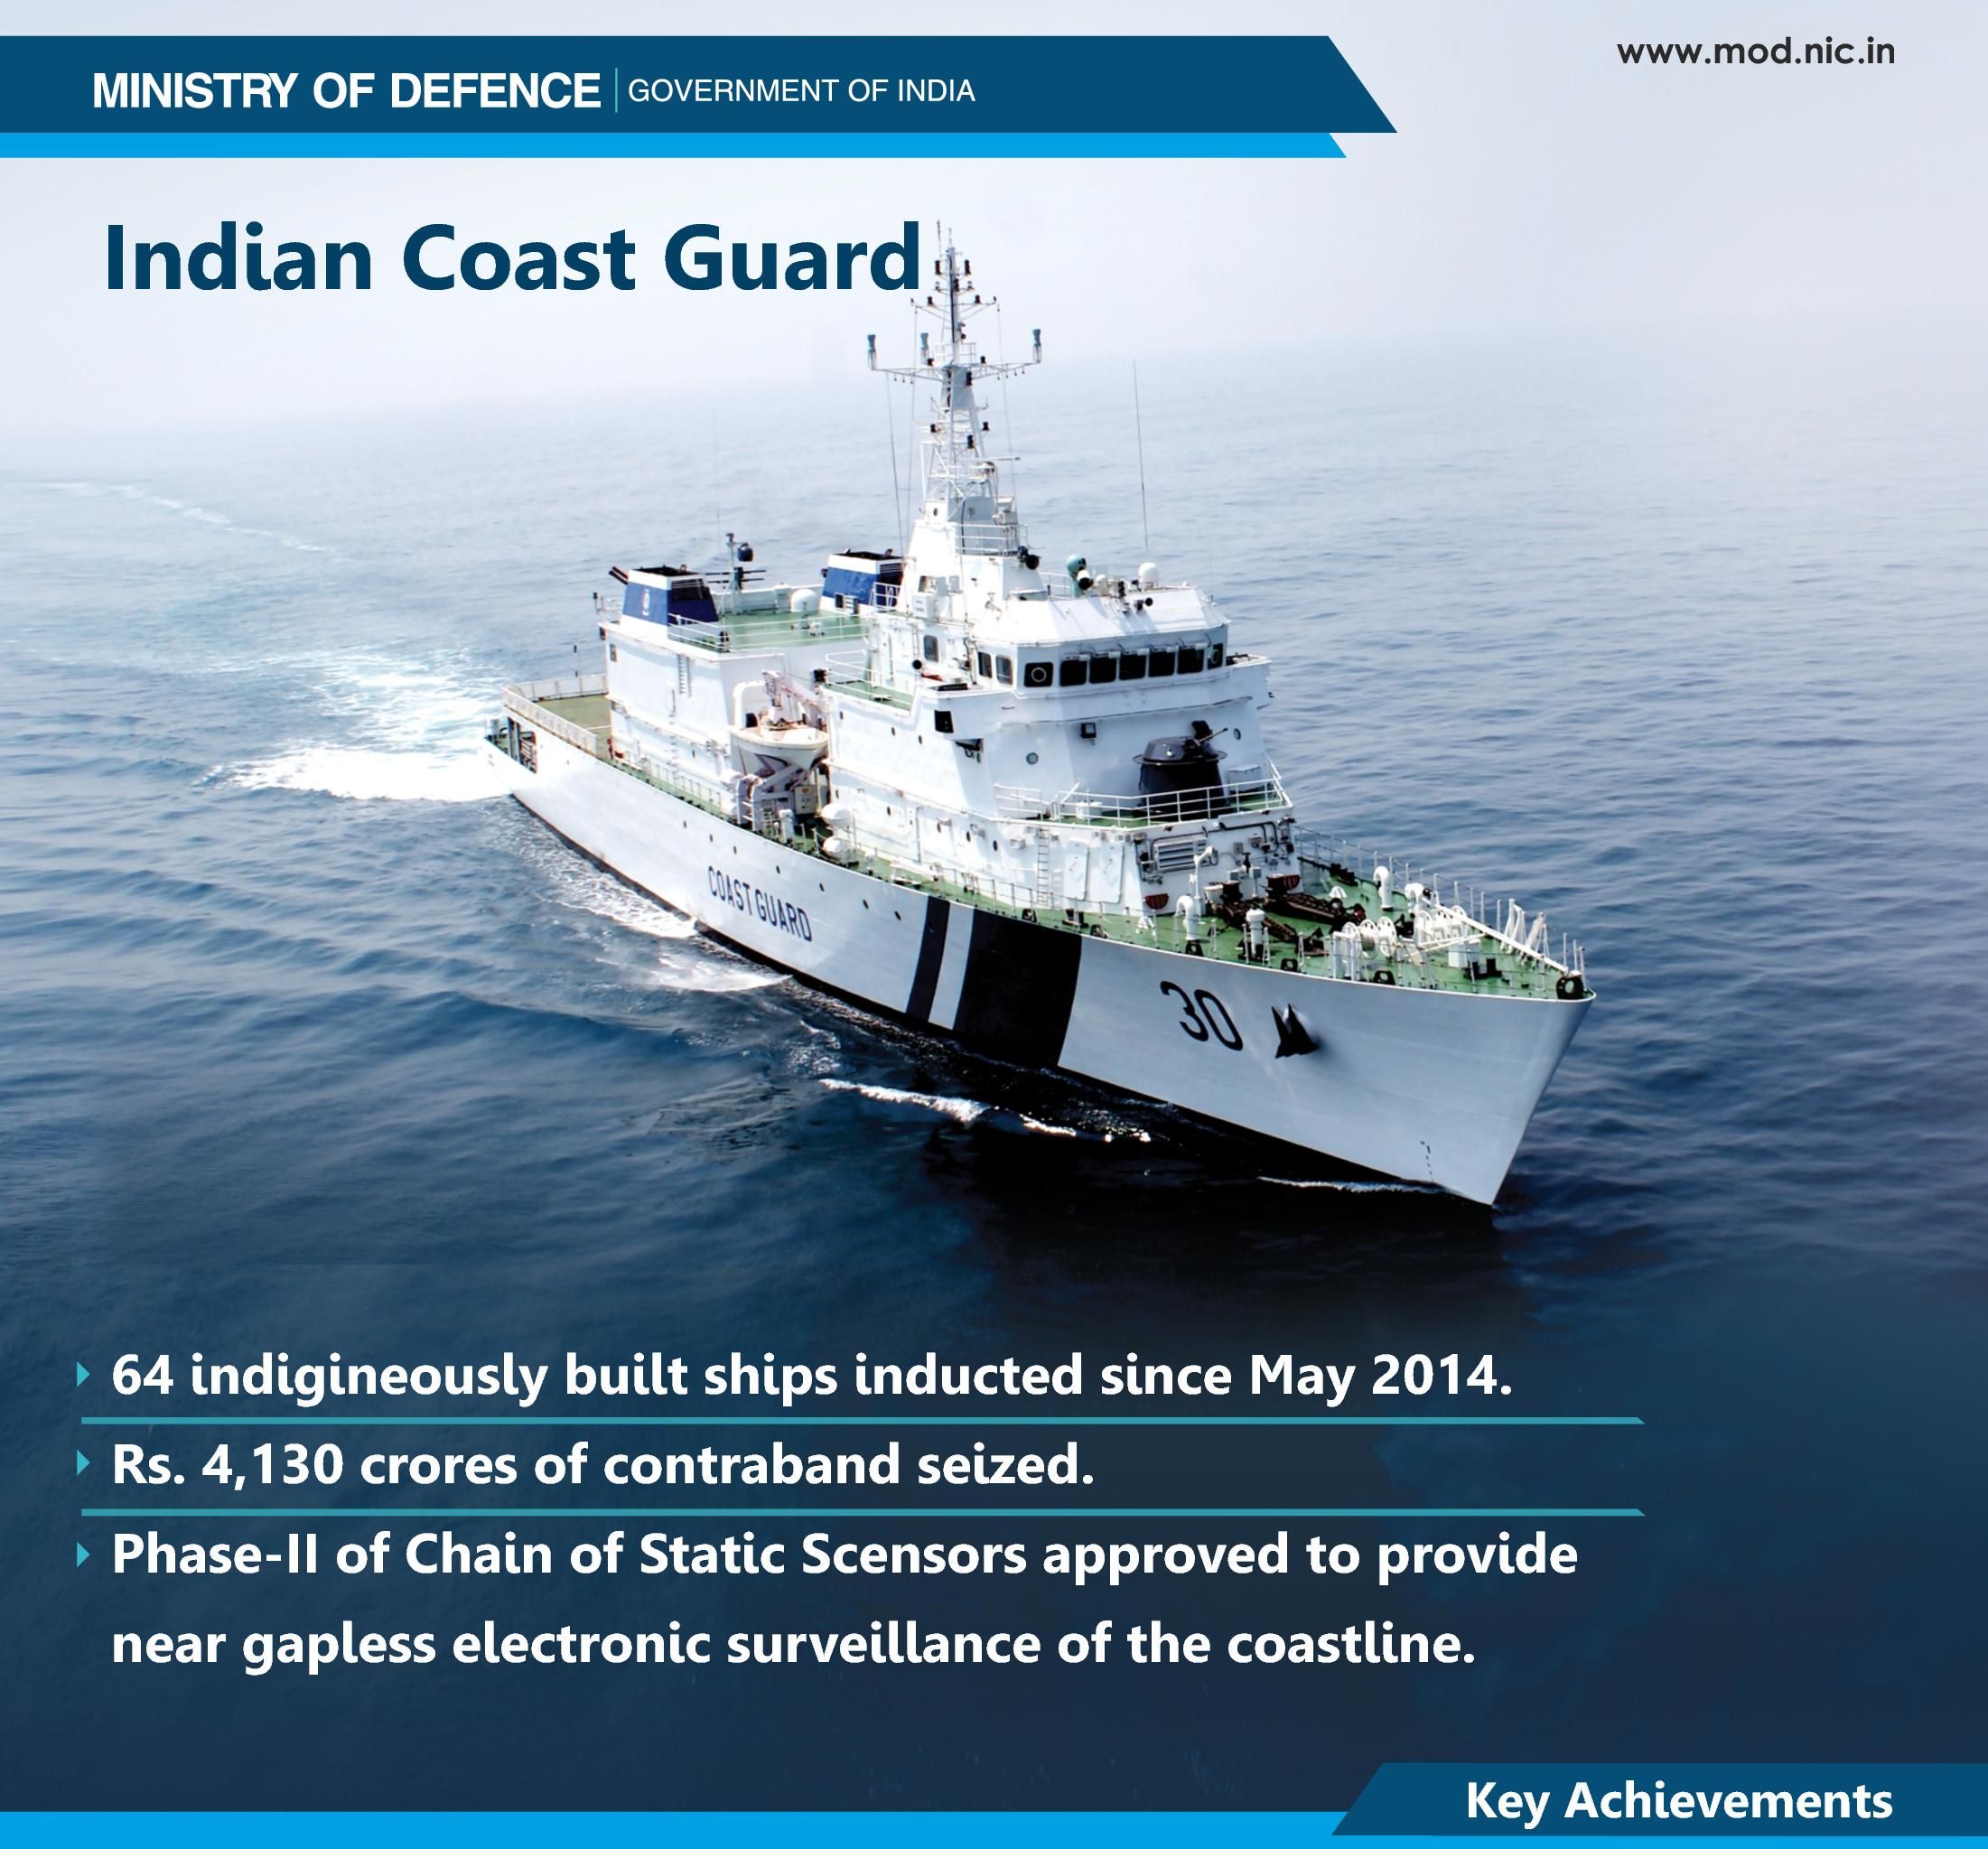 www.mod.nic.in
MINISTRY OF DEFENCE GOVERNMENT OF INDIA
Indian Coast Guard
COAST GUARD
30
64 indigineously built ships inducted since May 2014.
Rs. 4,130 crores of contraband seized.
Phase-II of Chain of Static Scensors approved to provide
near gapless electronic surveillance of the coastline.
Key Achievements